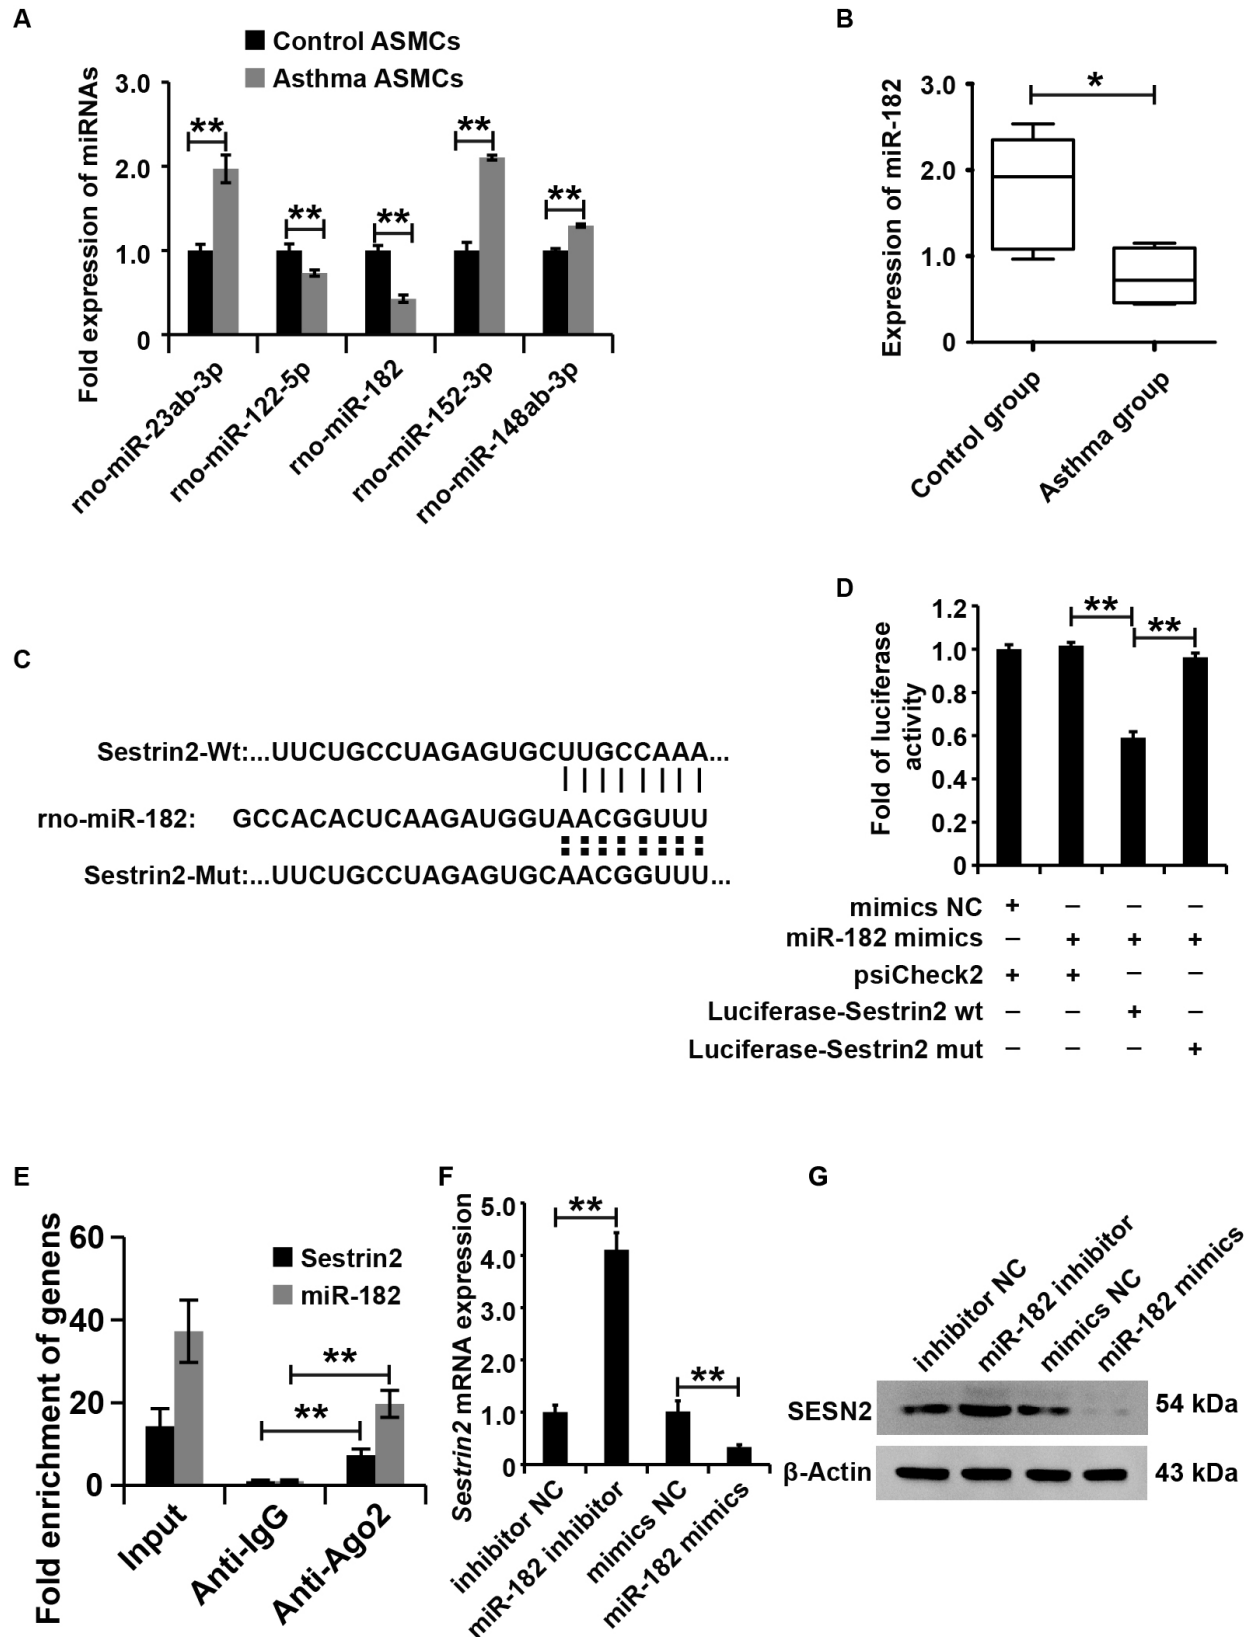 A
Control ASMCs
Asthma ASMCs
Fold expression of miRNAs
3.0
2.0
1.0
0
**
**
**
**
**
rno-miR-23ab-3p
rno-miR-122-5p
rno-miR-182
rno-miR-152-3p
rno-miR-148ab-3p
B
Expression of miR-182
3.0
2.0
1.0
0
*
Control group
Asthma group
C
Sestrin2-Wt:...UUCUGCCUAGAGUGCUUGCCAAA...
rno-miR-182: GCCACACUCAAGAUGGUAACGGUUU
Sestrin2-Mut:...UUCUGCCUAGAGUGCAACGGUUU...
D
Fold of luciferase
activity
1.2
1.0
0.8
0.6
0.4
0.2
0
**
**
mimics NC + – – –
miR-182 mimics – + + +
psiCheck2 + + – –
Luciferase-Sestrin2 wt – – + –
Luciferase-Sestrin2 mut – – – +
E
Fold enrichment of genens
60
40
20
0
Sestrin2
miR-182
**
**
Input
Anti-IgG
Anti-Ago2
F
Sestrin2 mRNA expression
5.0
4.0
3.0
2.0
1.0
0
**
**
inhibitor NC
miR-182 inhibitor
mimics NC
miR-182 mimics
G
inhibitor NC
miR-182 inhibitor
mimics NC
miR-182 mimics
SESN2
54 kDa
β-Actin
43 kDa